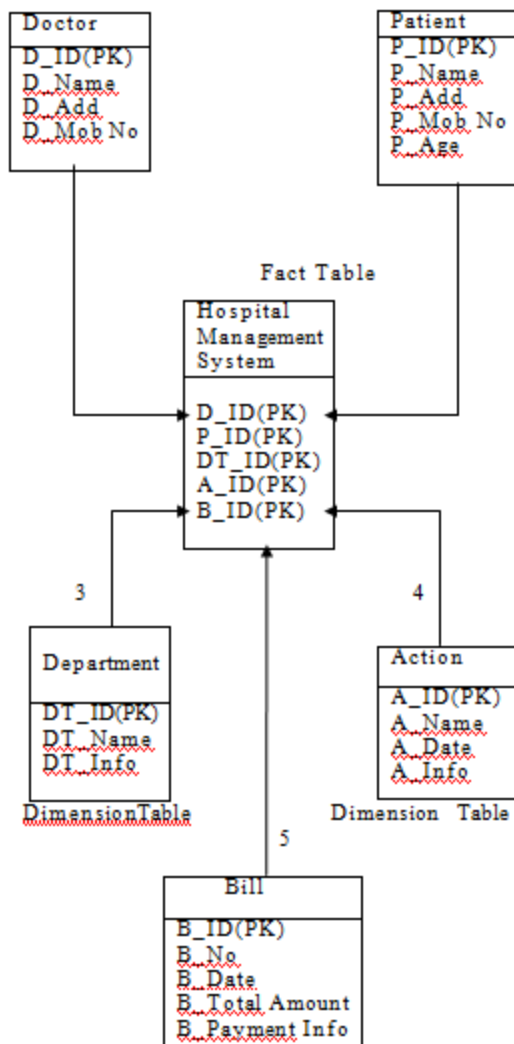 Doctor
D_ID(PK)
D_Name
D_Add
D_Mob No
Patient
P_ID(PK)
P_Name
P_Add
P_Mob No
P_Age
Fact Table
Hospital
Management
System
D_ID(PK)
P_ID(PK)
DT_ID(PK)
A_ID(PK)
B_ID(PK)
3
4
Department
DT_ID(PK)
DT_Name
DT_Info
DimensionTable
Action
A_ID(PK)
A_Name
A_Date
A_Info
Dimension Table
5
Bill
B_ID(PK)
B_No
B_Date
B_Total Amount
B_Payment Info